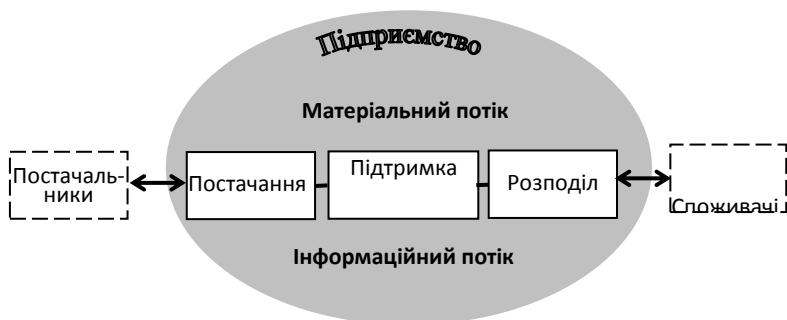 Підприємство
Матеріальний потік
Постачаль-
ники
Постачання
Підтримка
Розподіл
Споживачі
Інформаційний потік